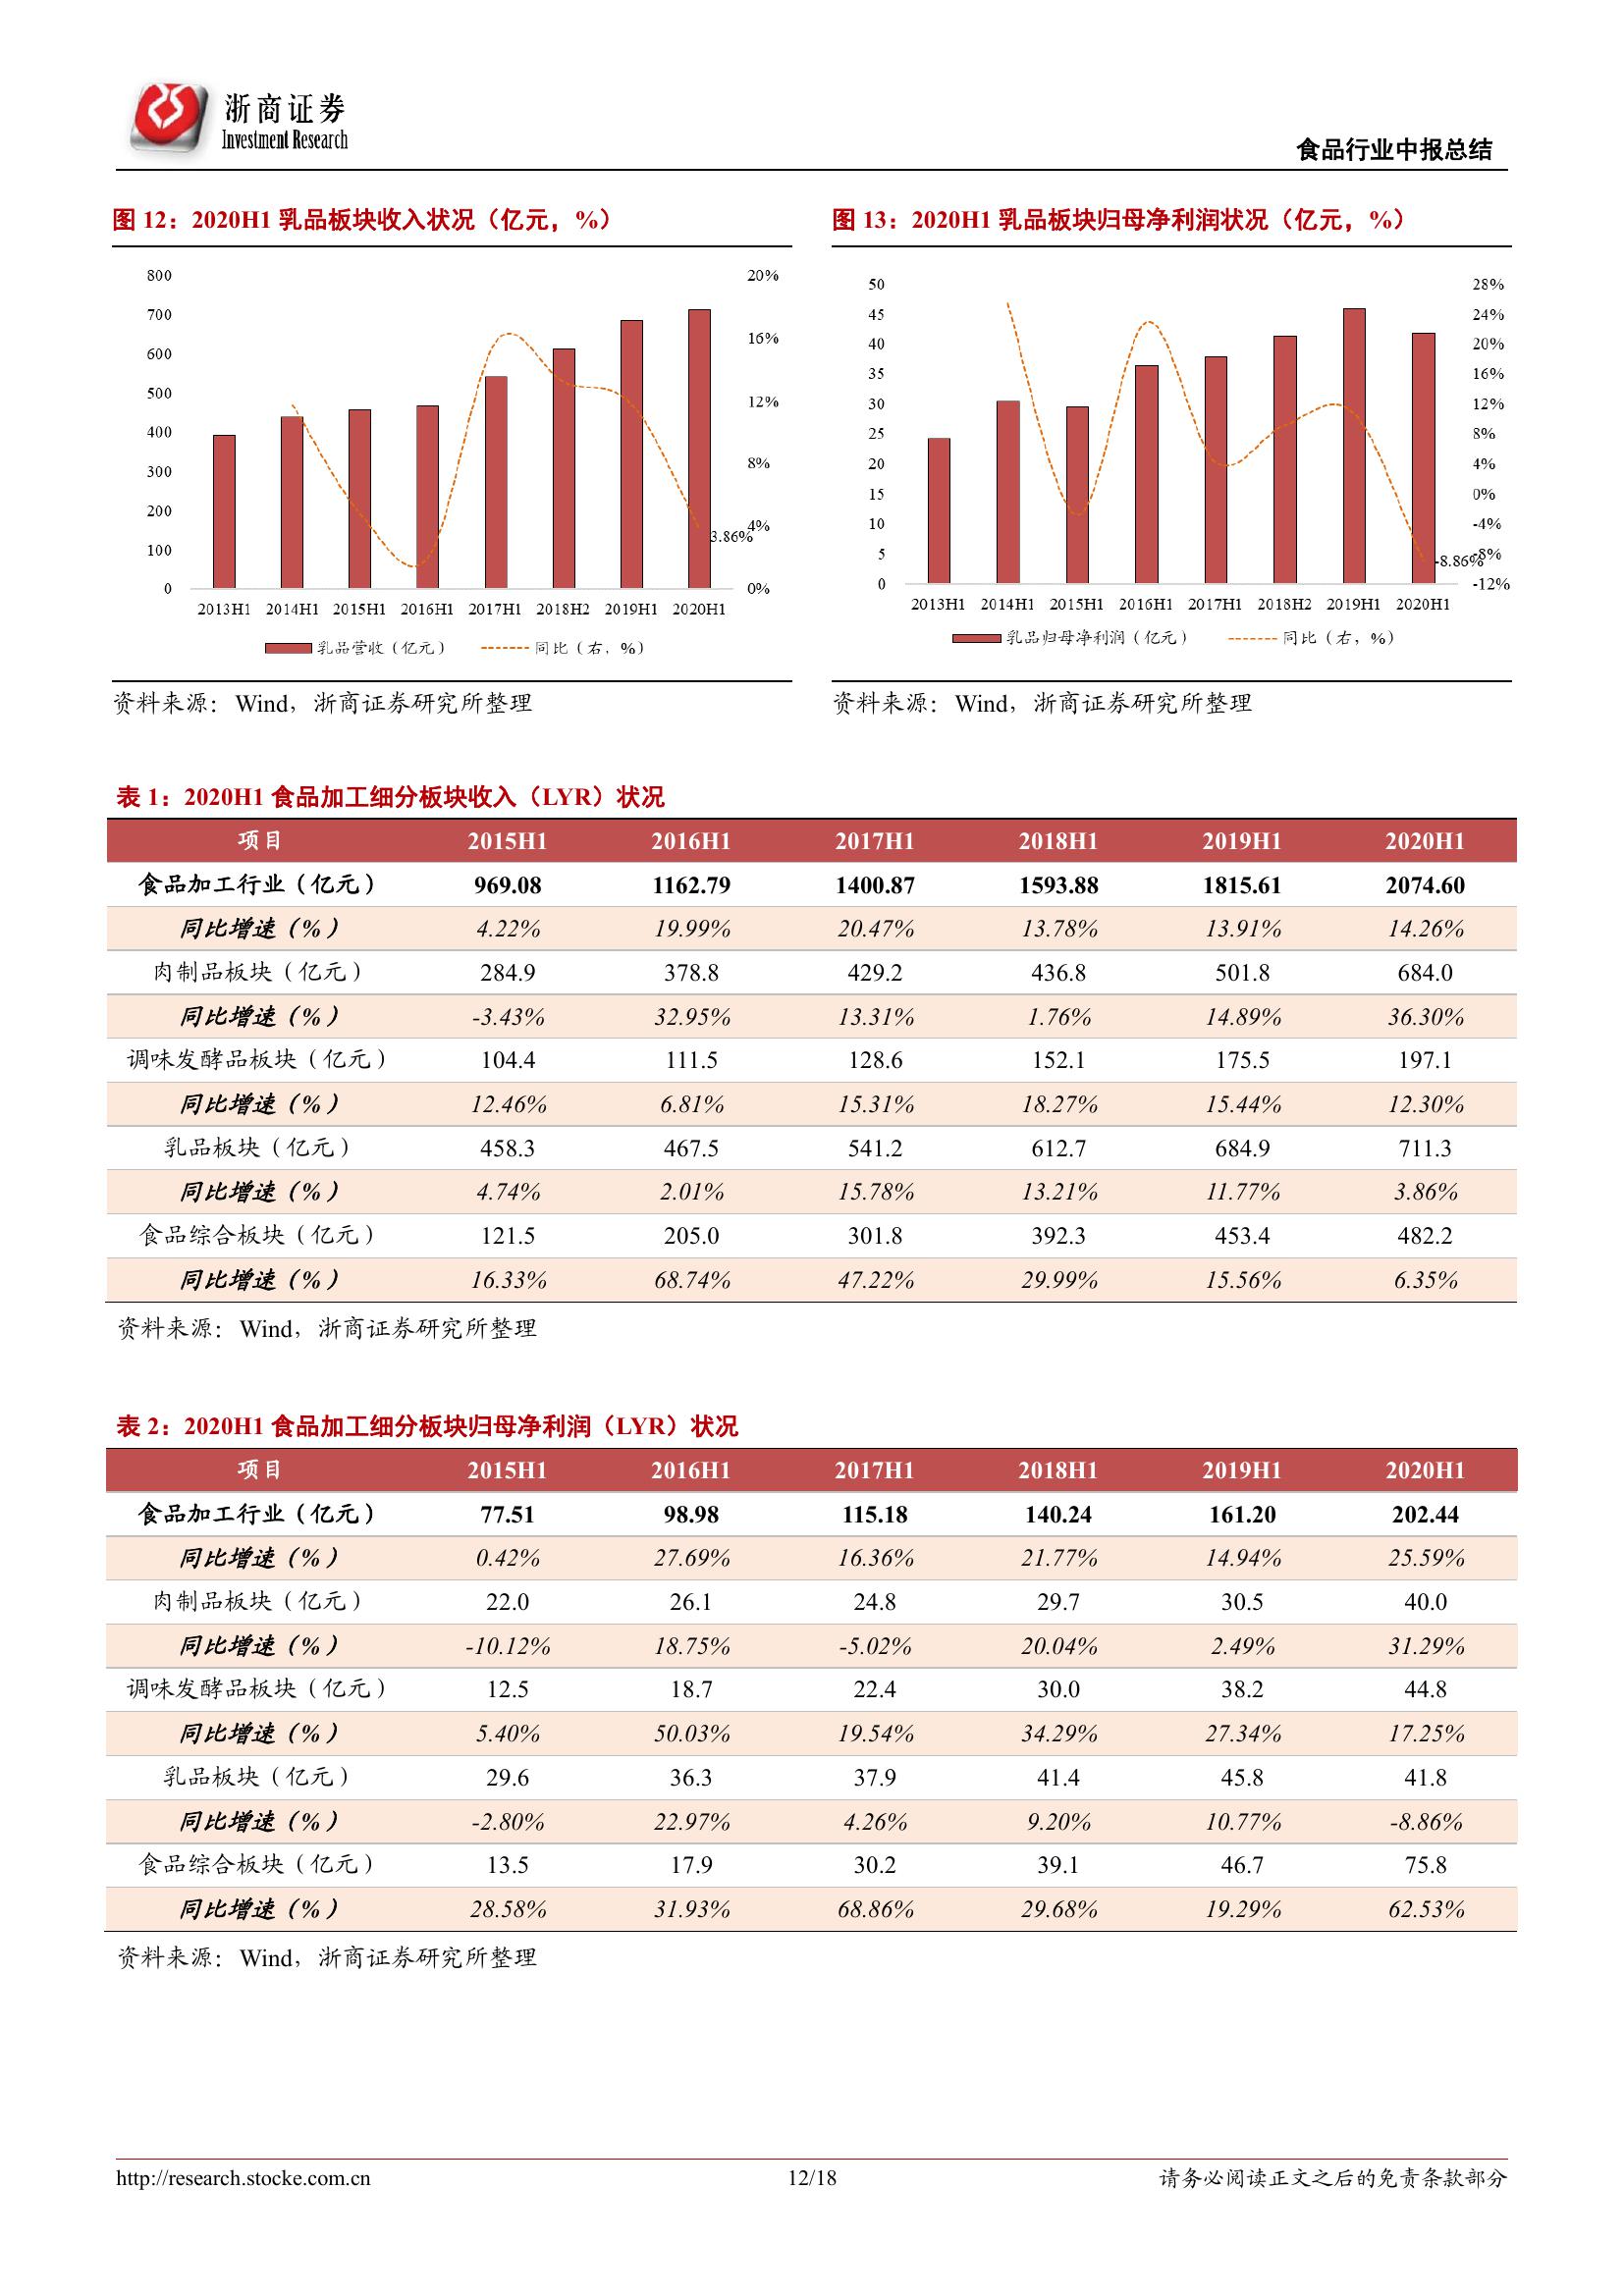 浙商证券
Investment Research
食品行业中报总结
图 12：2020H1 乳品板块收入状况（亿元，%）
800
700
600
500
400
300
200
100
0
20%
16%
12%
8%
4%
0%
3.86%
2013H1 2014H1 2015H1 2016H1 2017H1 2018H2 2019H1 2020H1
乳品营收（亿元） 同比（右，%）
资料来源：Wind，浙商证券研究所整理
图 13：2020H1 乳品板块归母净利润状况（亿元，%）
50
45
40
35
30
25
20
15
10
5
0
28%
24%
20%
16%
12%
8%
4%
0%
-4%
-8%
-12%
-8.86%
2013H1 2014H1 2015H1 2016H1 2017H1 2018H2 2019H1 2020H1
乳品归母净利润（亿元） 同比（右，%）
资料来源：Wind，浙商证券研究所整理
表 1：2020H1 食品加工细分板块收入（LYR）状况
项目 2015H1 2016H1 2017H1 2018H1 2019H1 2020H1
食品加工行业（亿元） 969.08 1162.79 1400.87 1593.88 1815.61 2074.60
同比增速（%） 4.22% 19.99% 20.47% 13.78% 13.91% 14.26%
肉制品板块（亿元） 284.9 378.8 429.2 436.8 501.8 684.0
同比增速（%） -3.43% 32.95% 13.31% 1.76% 14.89% 36.30%
调味发酵品板块（亿元） 104.4 111.5 128.6 152.1 175.5 197.1
同比增速（%） 12.46% 6.81% 15.31% 18.27% 15.44% 12.30%
乳品板块（亿元） 458.3 467.5 541.2 612.7 684.9 711.3
同比增速（%） 4.74% 2.01% 15.78% 13.21% 11.77% 3.86%
食品综合板块（亿元） 121.5 205.0 301.8 392.3 453.4 482.2
同比增速（%） 16.33% 68.74% 47.22% 29.99% 15.56% 6.35%
资料来源：Wind，浙商证券研究所整理
表 2：2020H1 食品加工细分板块归母净利润（LYR）状况
项目 2015H1 2016H1 2017H1 2018H1 2019H1 2020H1
食品加工行业（亿元） 77.51 98.98 115.18 140.24 161.20 202.44
同比增速（%） 0.42% 27.69% 16.36% 21.77% 14.94% 25.59%
肉制品板块（亿元） 22.0 26.1 24.8 29.7 30.5 40.0
同比增速（%） -10.12% 18.75% -5.02% 20.04% 2.49% 31.29%
调味发酵品板块（亿元） 12.5 18.7 22.4 30.0 38.2 44.8
同比增速（%） 5.40% 50.03% 19.54% 34.29% 27.34% 17.25%
乳品板块（亿元） 29.6 36.3 37.9 41.4 45.8 41.8
同比增速（%） -2.80% 22.97% 4.26% 9.20% 10.77% -8.86%
食品综合板块（亿元） 13.5 17.9 30.2 39.1 46.7 75.8
同比增速（%） 28.58% 31.93% 68.86% 29.68% 19.29% 62.53%
资料来源：Wind，浙商证券研究所整理
http://research.stocke.com.cn 12/18 请务必阅读正文之后的免责条款部分